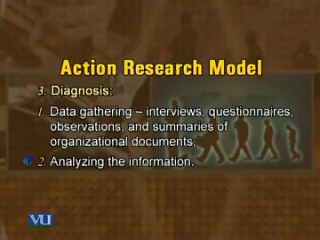 Action Research Model
3. Diagnosis:
1. Data gathering – interviews, questionnaires,
observations, and summaries of
organizational documents;
2. Analyzing the information.
VU